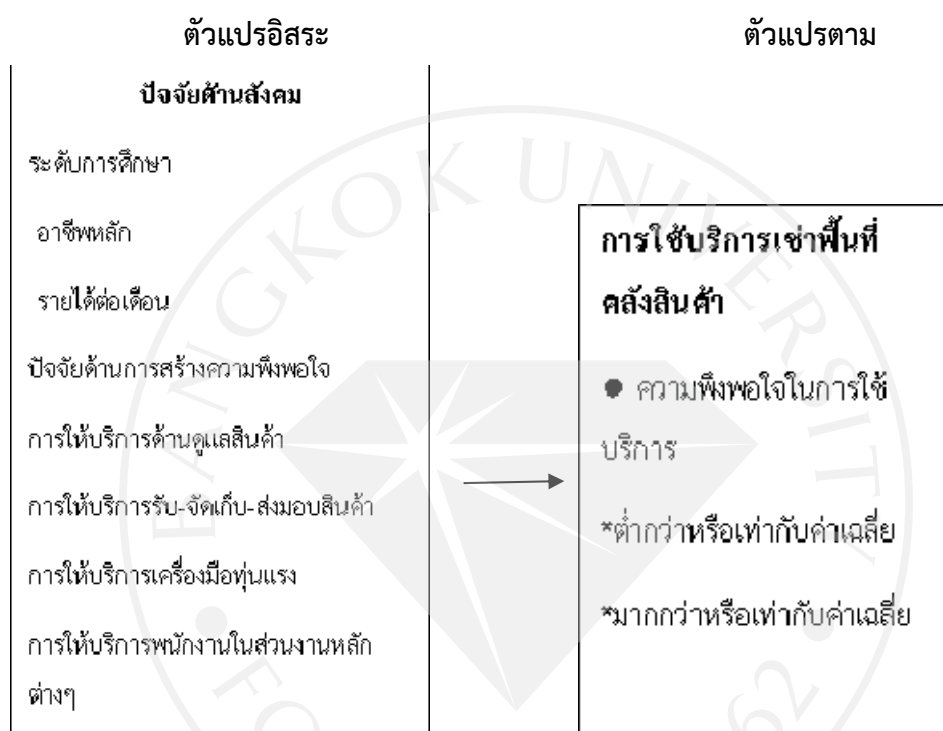 ตัวแปรอิสระ
ตัวแปรตาม
ปัจจัยด้านสังคม
ระดับการศึกษา
อาชีพหลัก
รายได้ต่อเดือน
ปัจจัยด้านการสร้างความพึงพอใจ
การให้บริการด้านดูแลสินค้า
การให้บริการรับ-จัดเก็บ-ส่งมอบสินค้า
การให้บริการเครื่องมือทุ่นแรง
การให้บริการพนักงานในส่วนงานหลัก
ต่างๆ
การใช้บริการเช่าพื้นที่
คลังสินค้า
● ความพึงพอใจในการใช้
บริการ
*ต่ำกว่าหรือเท่ากับค่าเฉลี่ย
*มากกว่าหรือเท่ากับค่าเฉลี่ย
BANGKOK UNIVERSITY